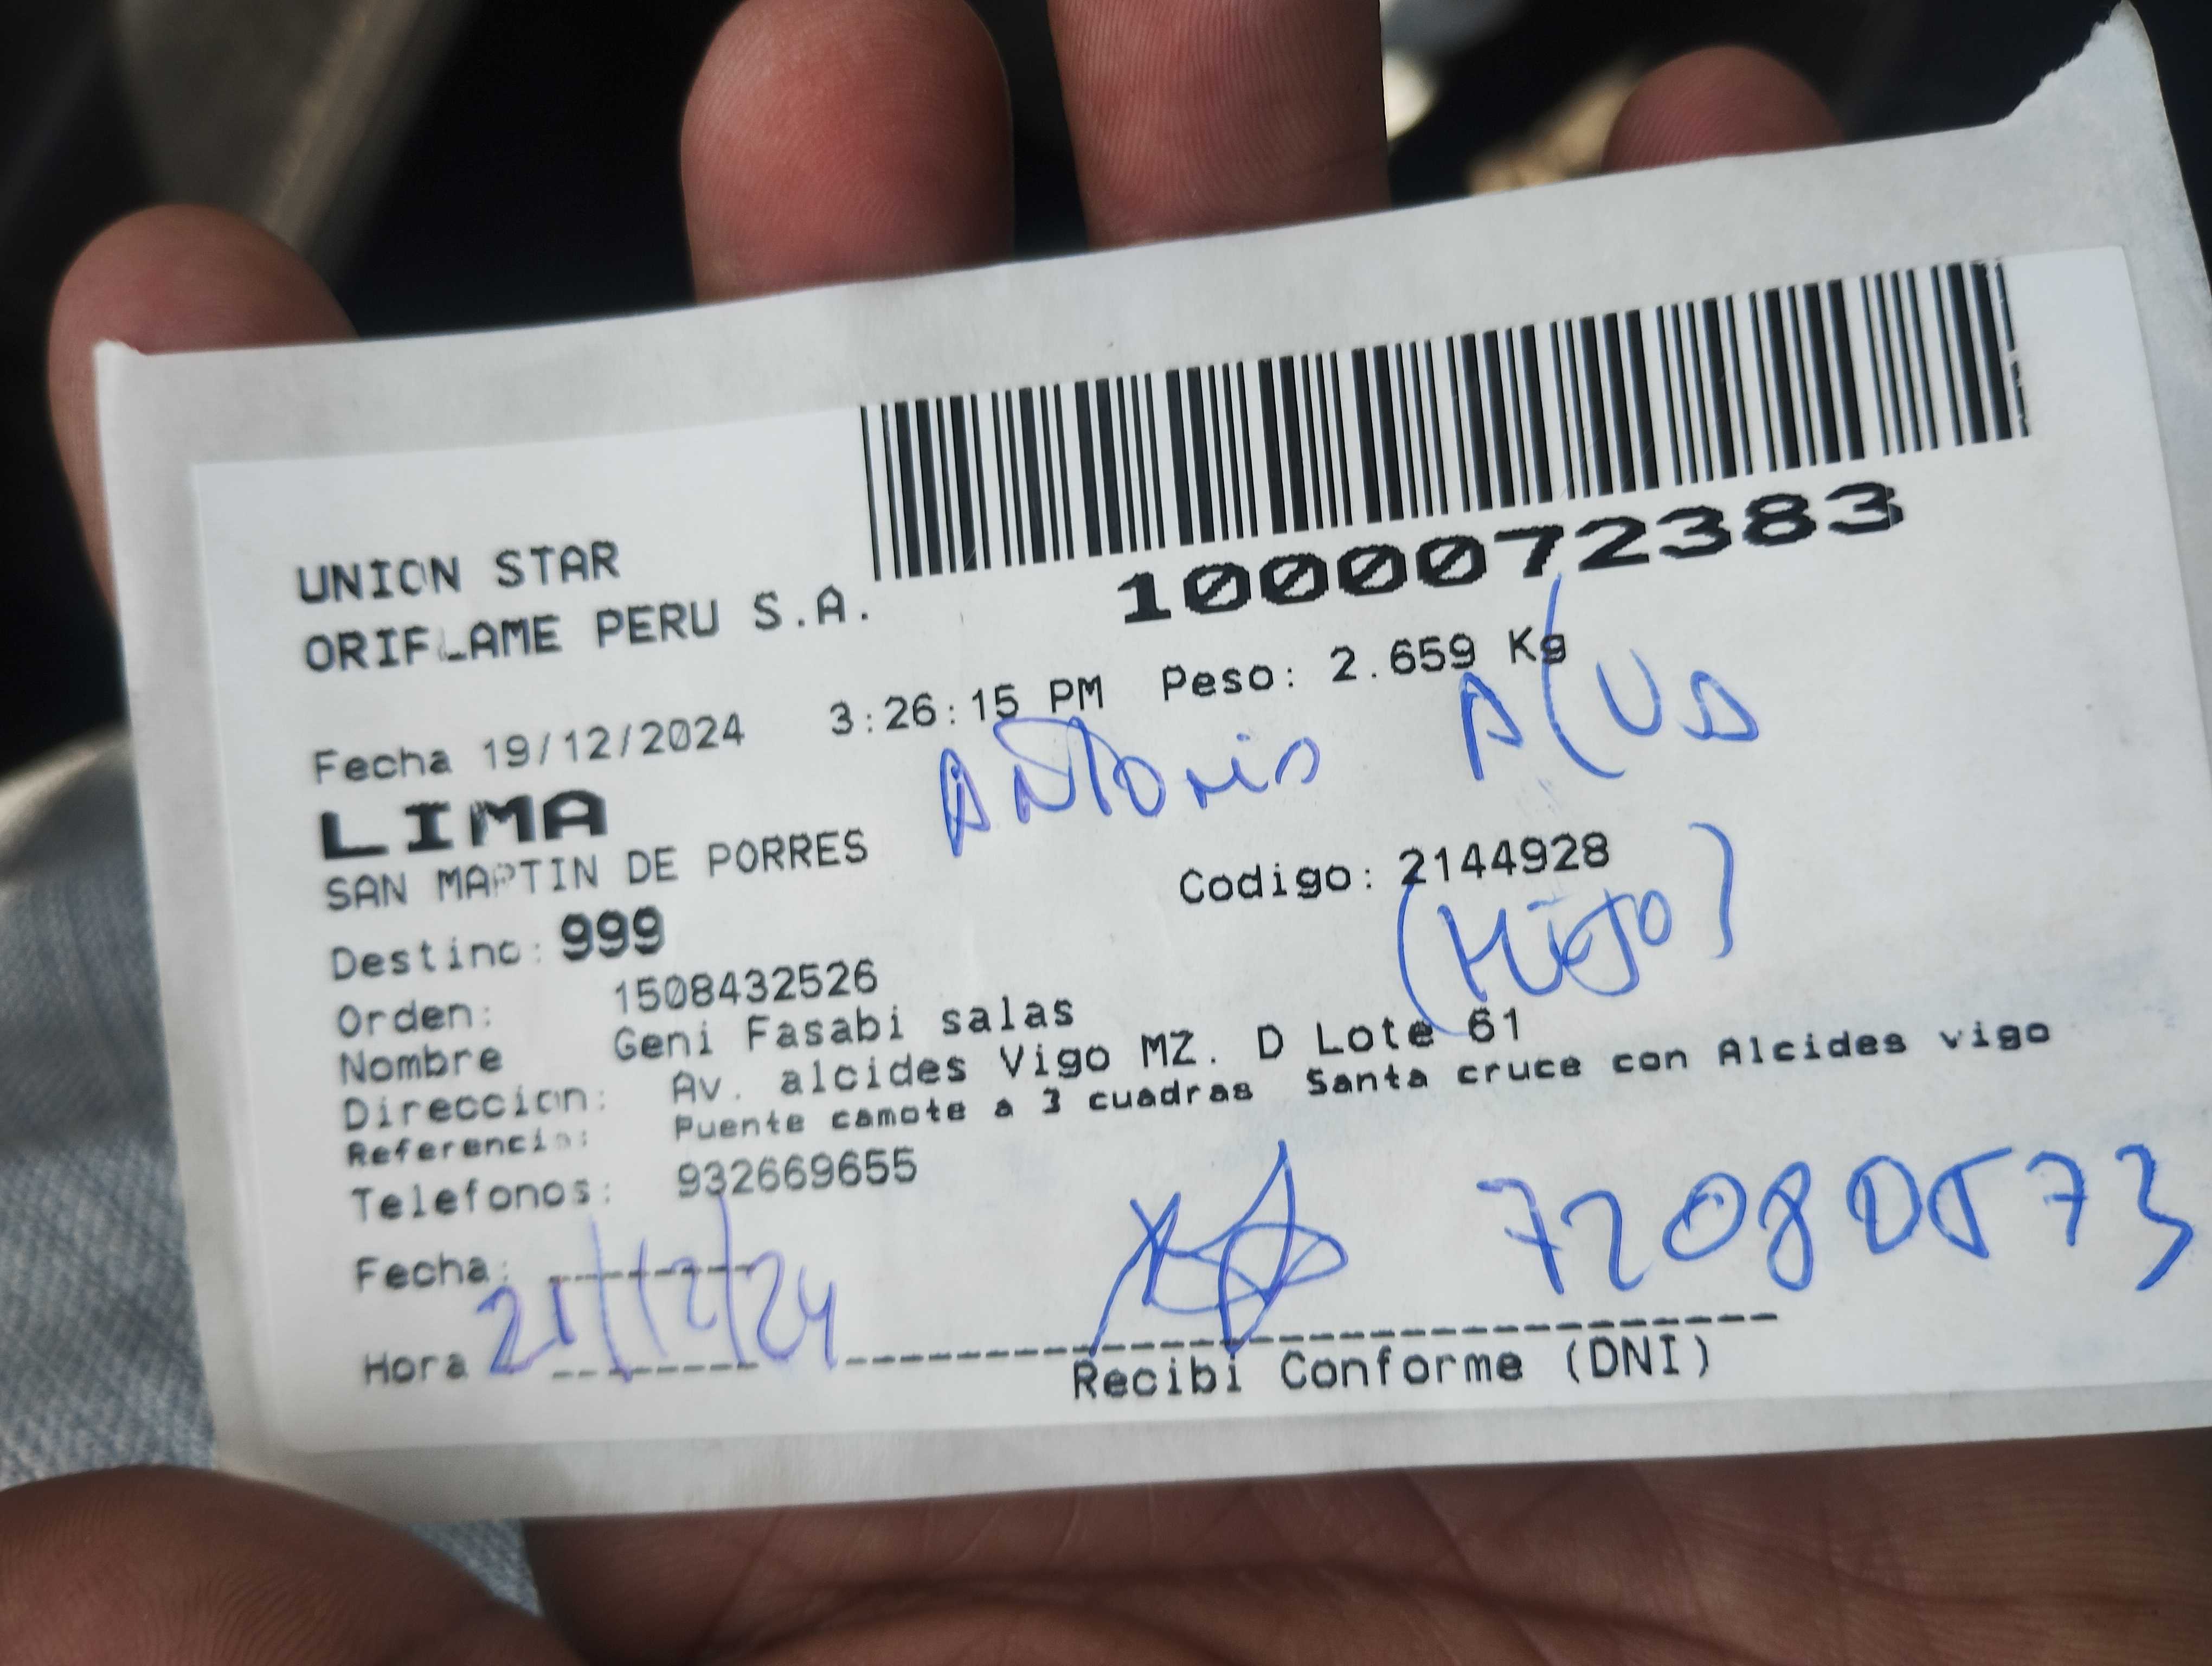 1000072383
UNION STAR
ORIFLAME PERU S.A.
Fecha 19/12/2024 3:26:15 PM Peso: 2.659 Kg
LIMA
Antonio
SAN MARTIN DE PORRES
Codigo: 2144928
(HiJo)
Destino: 999
Orden: 1508432526
Nombre Geni Fasabi salas
Direccion: Av. alcides Vigo MZ. D Lote 61
Referencia: Puente camote a 3 cuadras Santa cruce con Alcides vigo
Telefonos: 932669655
72080573
Fecha:
21/12/24
Hora
Recibi Conforme (DNI)